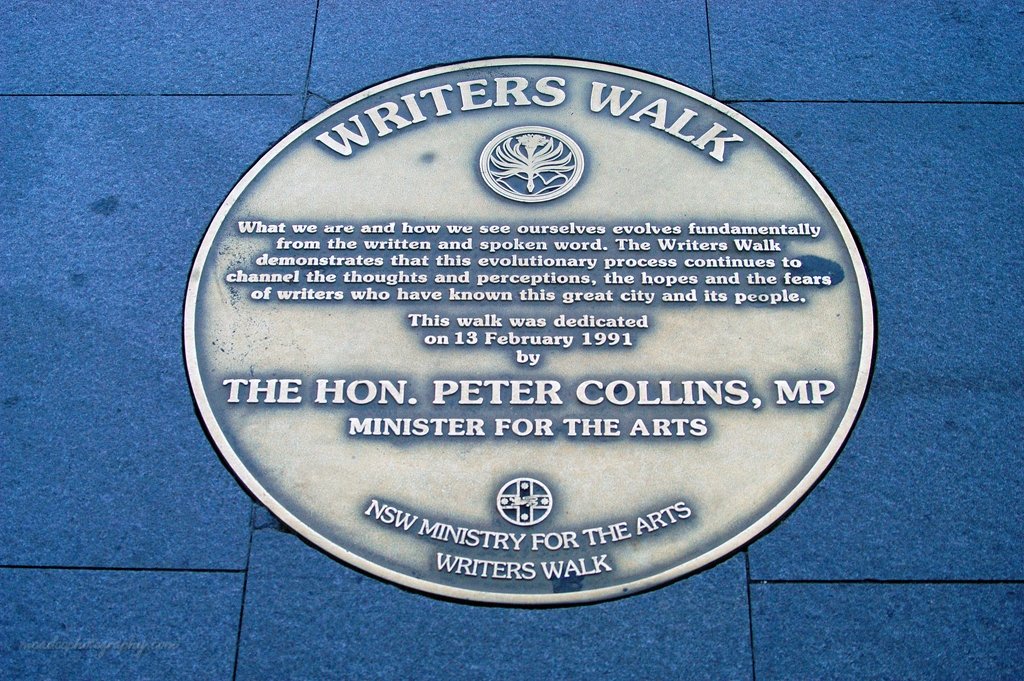 WRITERS WALK
What we are and how we see ourselves evolves fundamentally
from the written and spoken word. The Writers Walk
demonstrates that this evolutionary process continues to
channel the thoughts and perceptions, the hopes and the fears
of writers who have known this great city and its people.
This walk was dedicated
on 13 February 1991
by
THE HON. PETER COLLINS, MP
MINISTER FOR THE ARTS
NSW MINISTRY FOR THE ARTS
WRITERS WALK